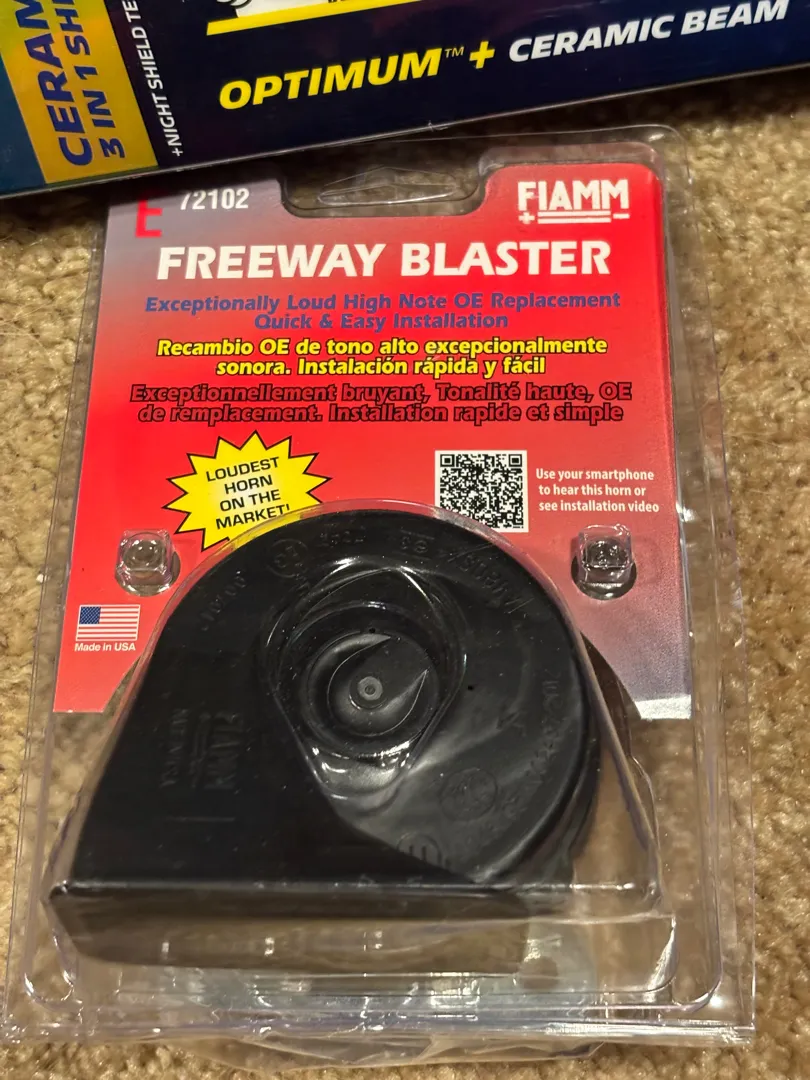 3 IN 1
+NIGHT SHIELD
OPTIMUM™ + CERAMIC BEAM
E 72102
FIAMM
+ −
FREEWAY BLASTER
Exceptionally Loud High Note OE Replacement
Quick & Easy Installation
Recambio OE de tono alto excepcionalmente
sonora. Instalación rápida y fácil
Exceptionnellement bruyant, Tonalité haute, OE
de remplacement. Installation rapide et simple
LOUDEST
HORN
ON THE
MARKET!
Use your smartphone
to hear this horn or
see installation video
Made in USA
FIAMM